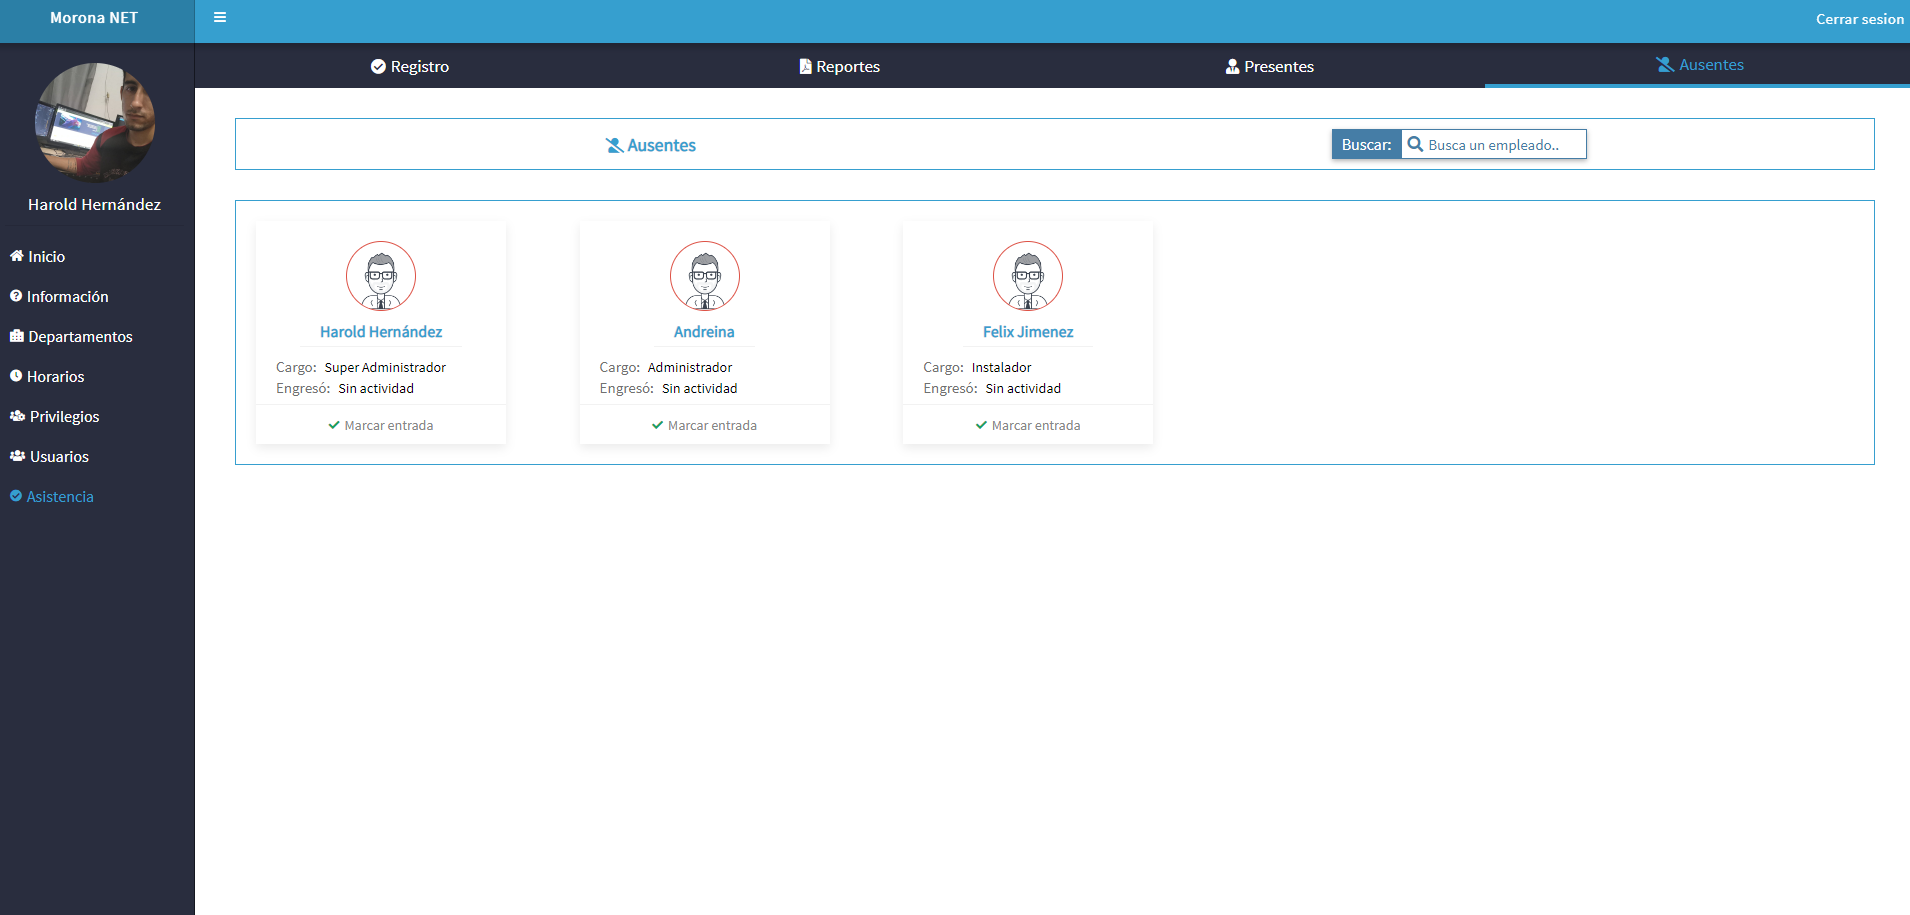 Morona NET
Cerrar sesion
Registro
Reportes
Presentes
Ausentes
Harold Hernández
Inicio
Información
Departamentos
Horarios
Privilegios
Usuarios
Asistencia
Ausentes
Buscar:
Busca un empleado..
Harold Hernández
Cargo: Super Administrador
Engresó: Sin actividad
Marcar entrada
Andreina
Cargo: Administrador
Engresó: Sin actividad
Marcar entrada
Felix Jimenez
Cargo: Instalador
Engresó: Sin actividad
Marcar entrada